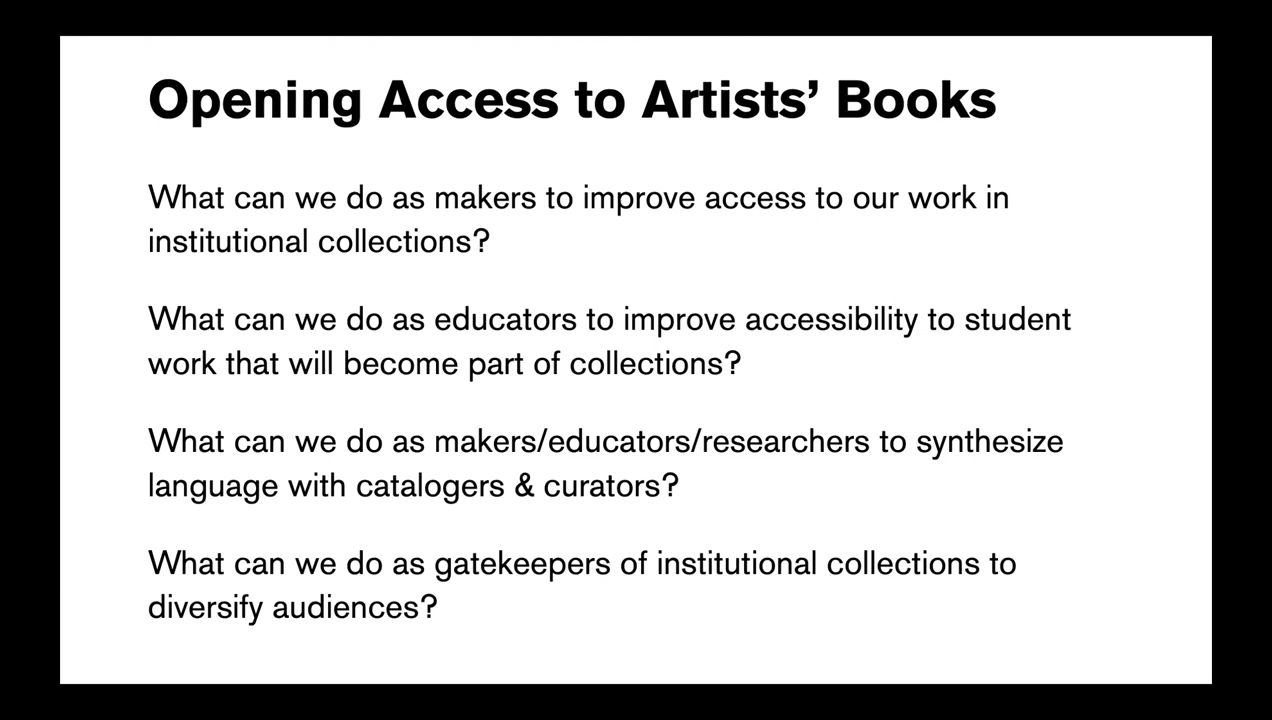 Opening Access to Artists’ Books
What can we do as makers to improve access to our work in
institutional collections?
What can we do as educators to improve accessibility to student
work that will become part of collections?
What can we do as makers/educators/researchers to synthesize
language with catalogers & curators?
What can we do as gatekeepers of institutional collections to
diversify audiences?